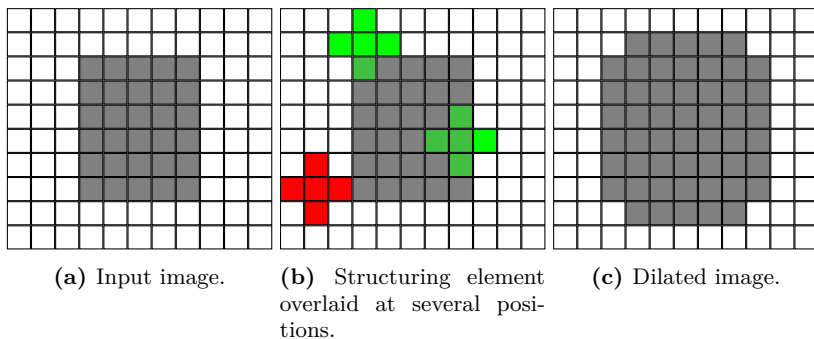 (a) Input image.
(b) Structuring element
overlaid at several posi-
tions.
(c) Dilated image.